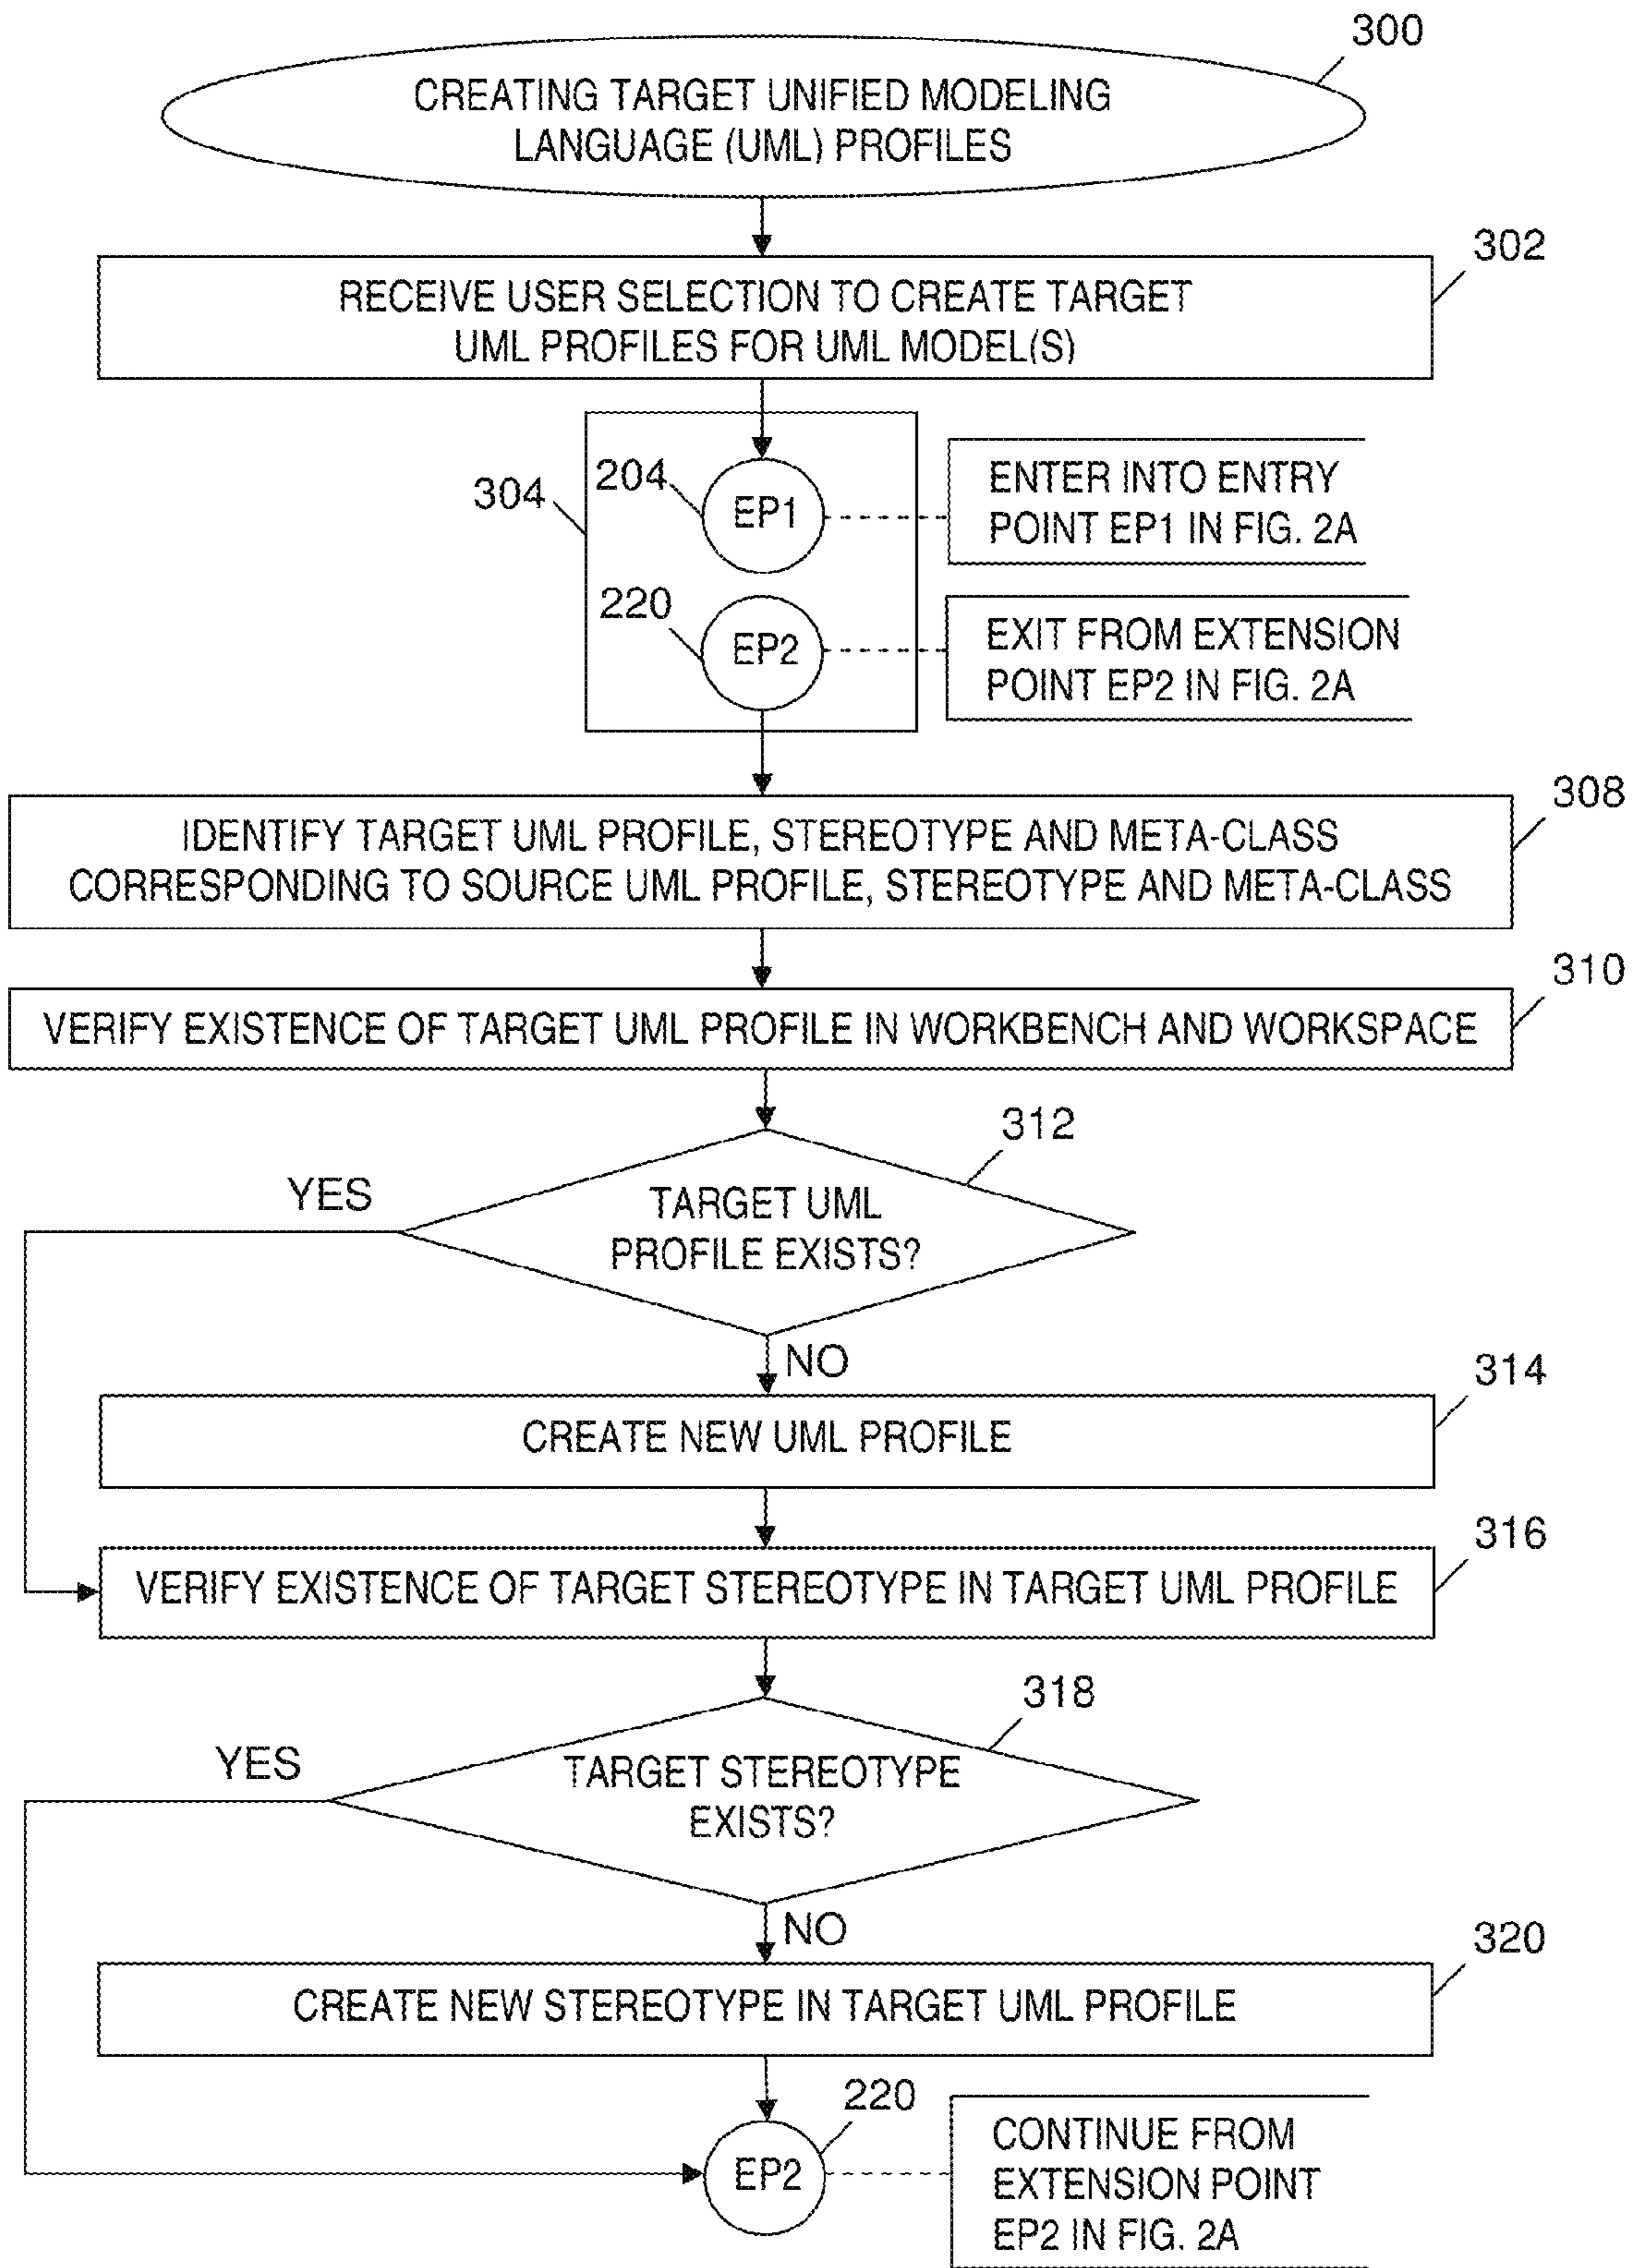 300
CREATING TARGET UNIFIED MODELING
LANGUAGE (UML) PROFILES
302
RECEIVE USER SELECTION TO CREATE TARGET
UML PROFILES FOR UML MODEL(S)
304
204
EP1
ENTER INTO ENTRY
POINT EP1 IN FIG. 2A
220
EP2
EXIT FROM EXTENSION
POINT EP2 IN FIG. 2A
308
IDENTIFY TARGET UML PROFILE, STEREOTYPE AND META-CLASS
CORRESPONDING TO SOURCE UML PROFILE, STEREOTYPE AND META-CLASS
310
VERIFY EXISTENCE OF TARGET UML PROFILE IN WORKBENCH AND WORKSPACE
312
YES
TARGET UML
PROFILE EXISTS?
NO
314
CREATE NEW UML PROFILE
316
VERIFY EXISTENCE OF TARGET STEREOTYPE IN TARGET UML PROFILE
318
YES
TARGET STEREOTYPE
EXISTS?
NO
320
CREATE NEW STEREOTYPE IN TARGET UML PROFILE
220
EP2
CONTINUE FROM
EXTENSION POINT
EP2 IN FIG. 2A